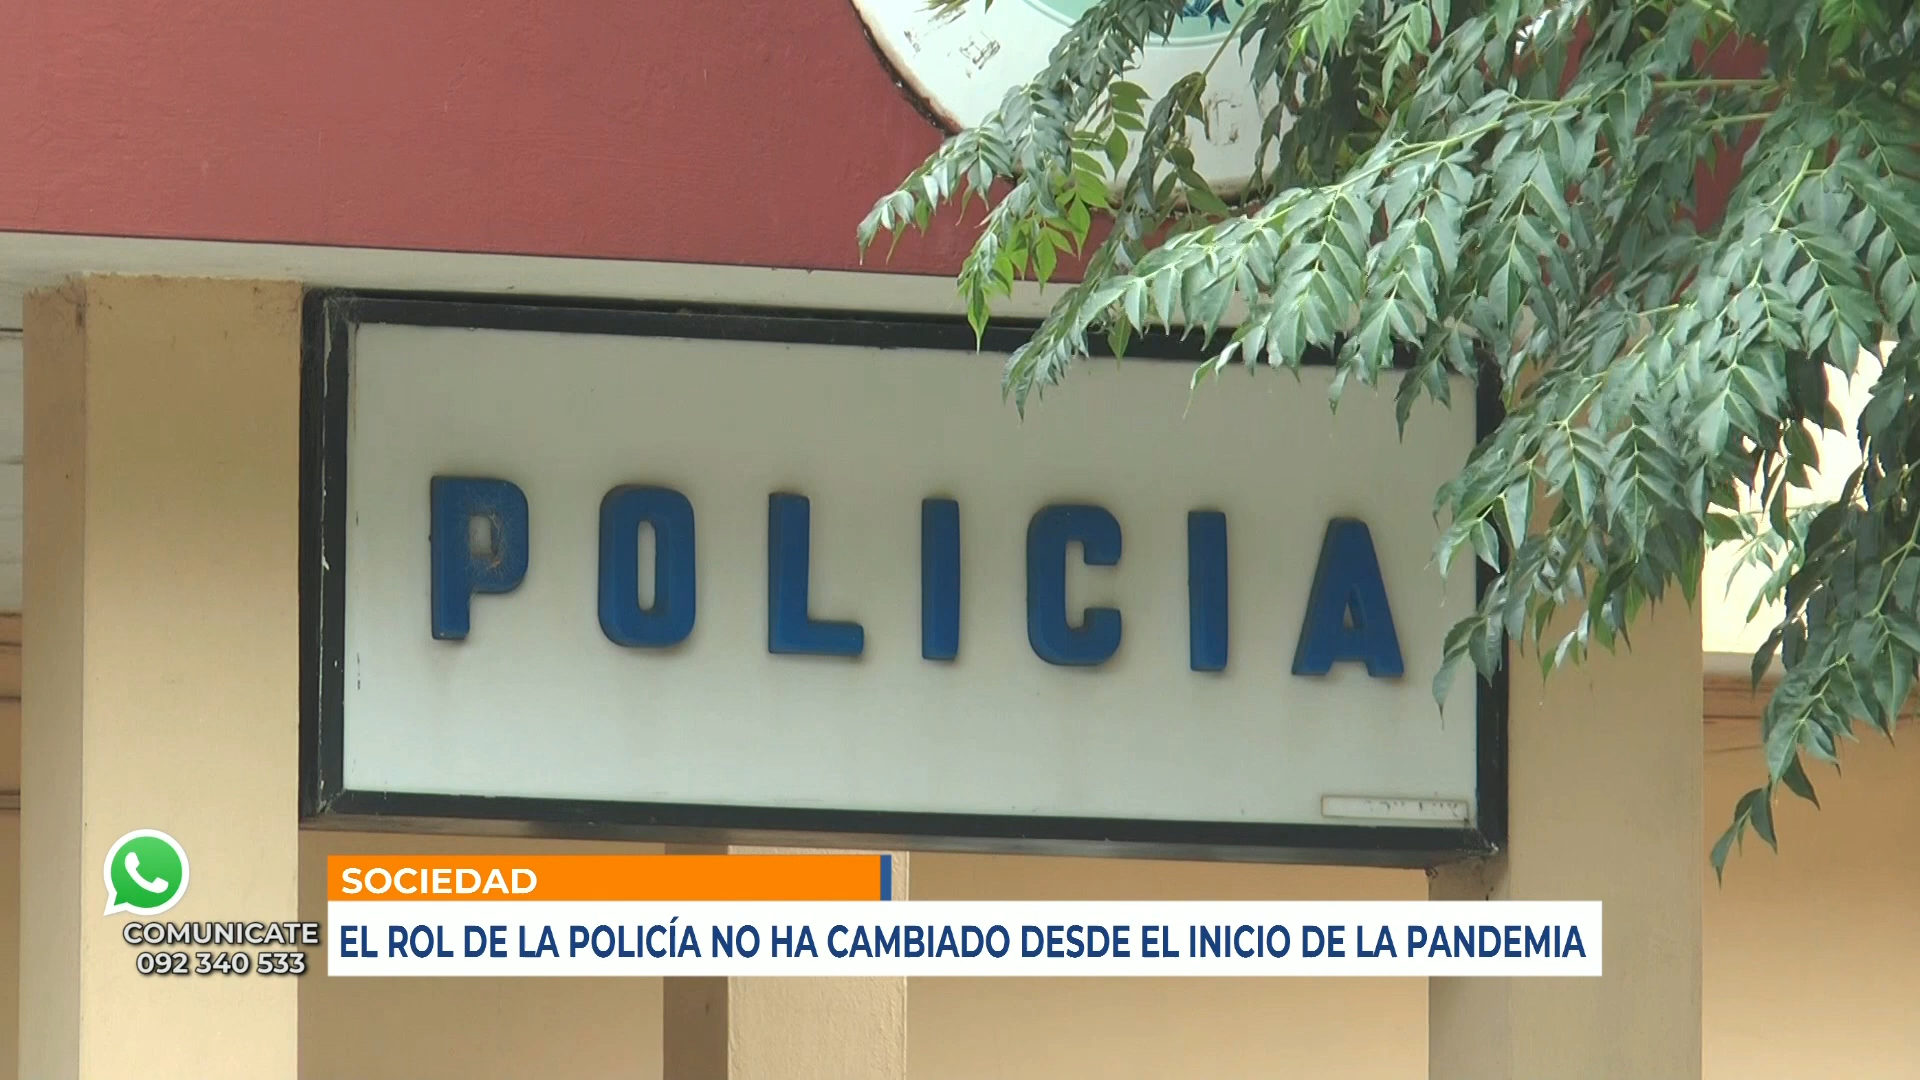 POLICIA
SOCIEDAD
EL ROL DE LA POLICÍA NO HA CAMBIADO DESDE EL INICIO DE LA PANDEMIA
COMUNICATE
092 340 533